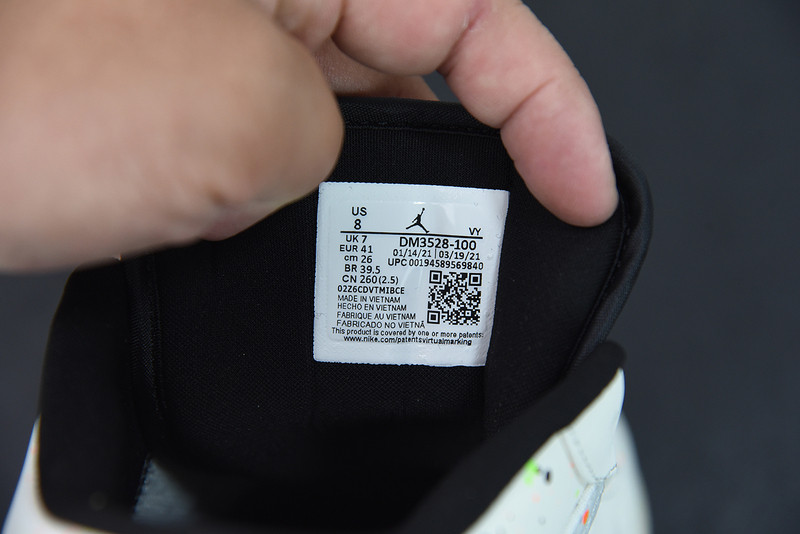 US
8
VY
UK 7
EUR 41
cm 26
BR 39.5
CN 260(2.5)
02Z6CDVTMIBCE
DM3528-100
01/14/21 03/19/21
UPC 00194589569840
MADE IN VIETNAM
HECHO EN VIETNAM
FABRIQUE AU VIETNAM
FABRICADO NO VIETNÃ
This product is covered by one or more patents:
www.nike.com/patentsvirtualmarking